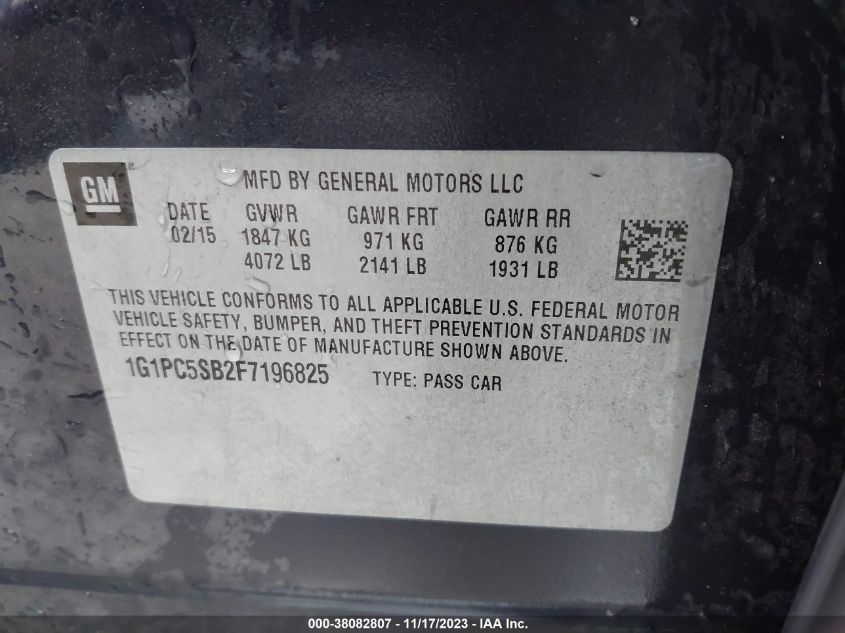 GM ®
MFD BY GENERAL MOTORS LLC
DATE GVWR GAWR FRT GAWR RR
02/15 1847 KG 971 KG 876 KG
4072 LB 2141 LB 1931 LB
THIS VEHICLE CONFORMS TO ALL APPLICABLE U.S. FEDERAL MOTOR
VEHICLE SAFETY, BUMPER, AND THEFT PREVENTION STANDARDS IN
EFFECT ON THE DATE OF MANUFACTURE SHOWN ABOVE.
1G1PC5SB2F7196825 TYPE: PASS CAR
000-38082807 - 11/17/2023 - IAA Inc.